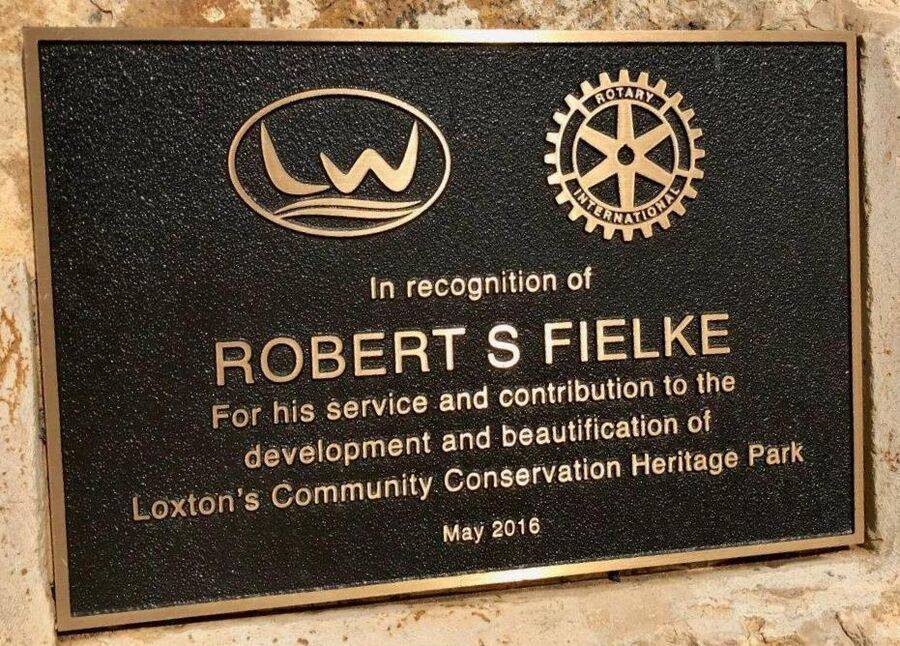 LW
ROTARY
INTERNATIONAL
In recognition of
ROBERT S FIELKE
For his service and contribution to the
development and beautification of
Loxton's Community Conservation Heritage Park
May 2016